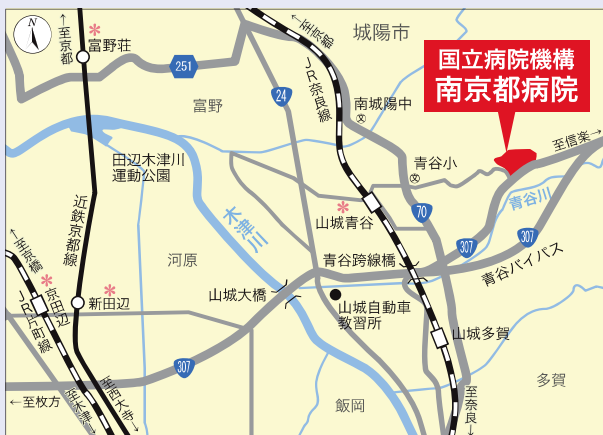 N
←至京都
富野荘
251
富野
←至京都
JR奈良線
24
城陽市
国立病院機構
南京都病院
南城陽中
文
青谷小
文
至信楽→
青谷川
田辺木津川
運動公園
近鉄京都線
木津川
山城青谷
70
307
307
青谷バイパス
青谷跨線橋
←至京橋
JR片町線
京田辺
新田辺
河原
山城大橋
山城自動車
教習所
山城多賀
307
←至枚方
至木津→
至西大寺→
飯岡
至奈良→
多賀